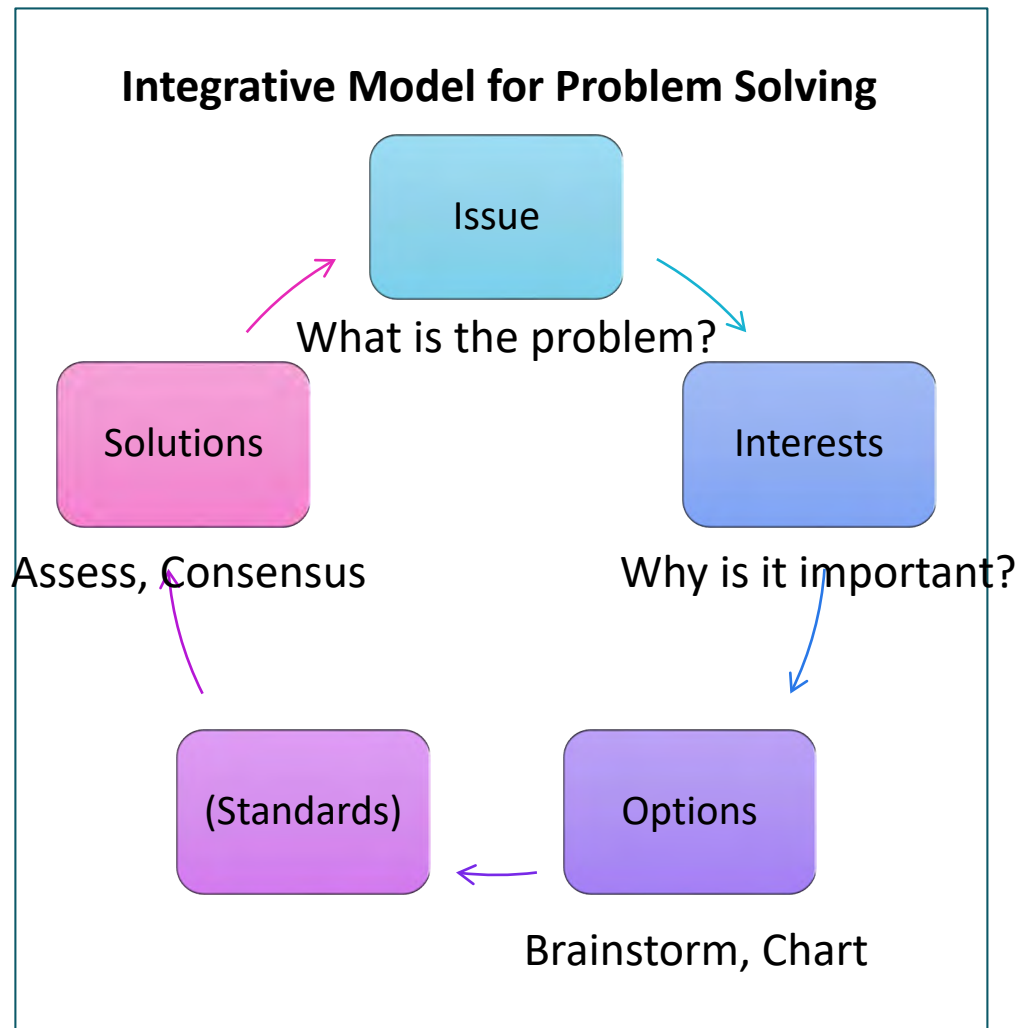 Integrative Model for Problem Solving
Issue
What is the problem?
Interests
Why is it important?
Options
Brainstorm, Chart
(Standards)
Solutions
Assess, Consensus